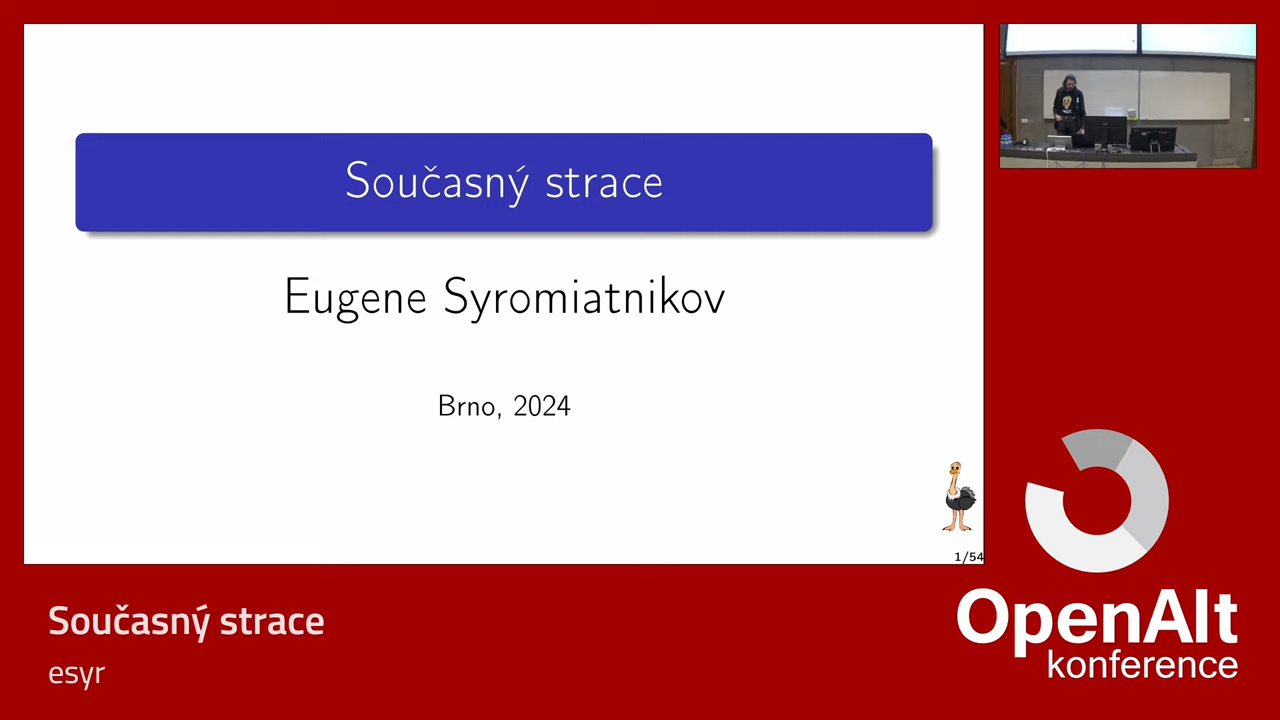 Současný strace
Eugene Syromiatnikov
Brno, 2024
1/54
Současný strace
esyr
OpenAlt
konference